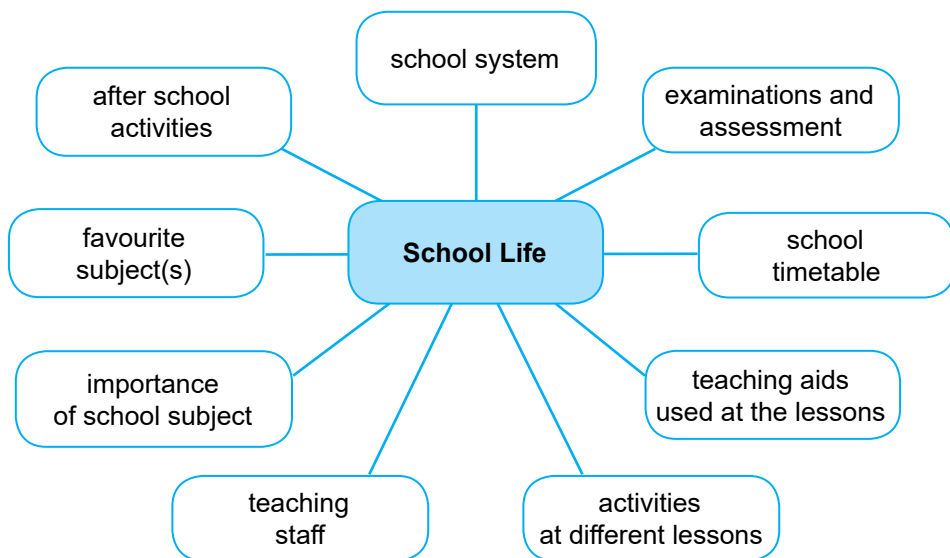 school system
after school
activities
examinations and
assessment
favourite
subject(s)
School Life
school
timetable
importance
of school subject
teaching aids
used at the lessons
teaching
staff
activities
at different lessons